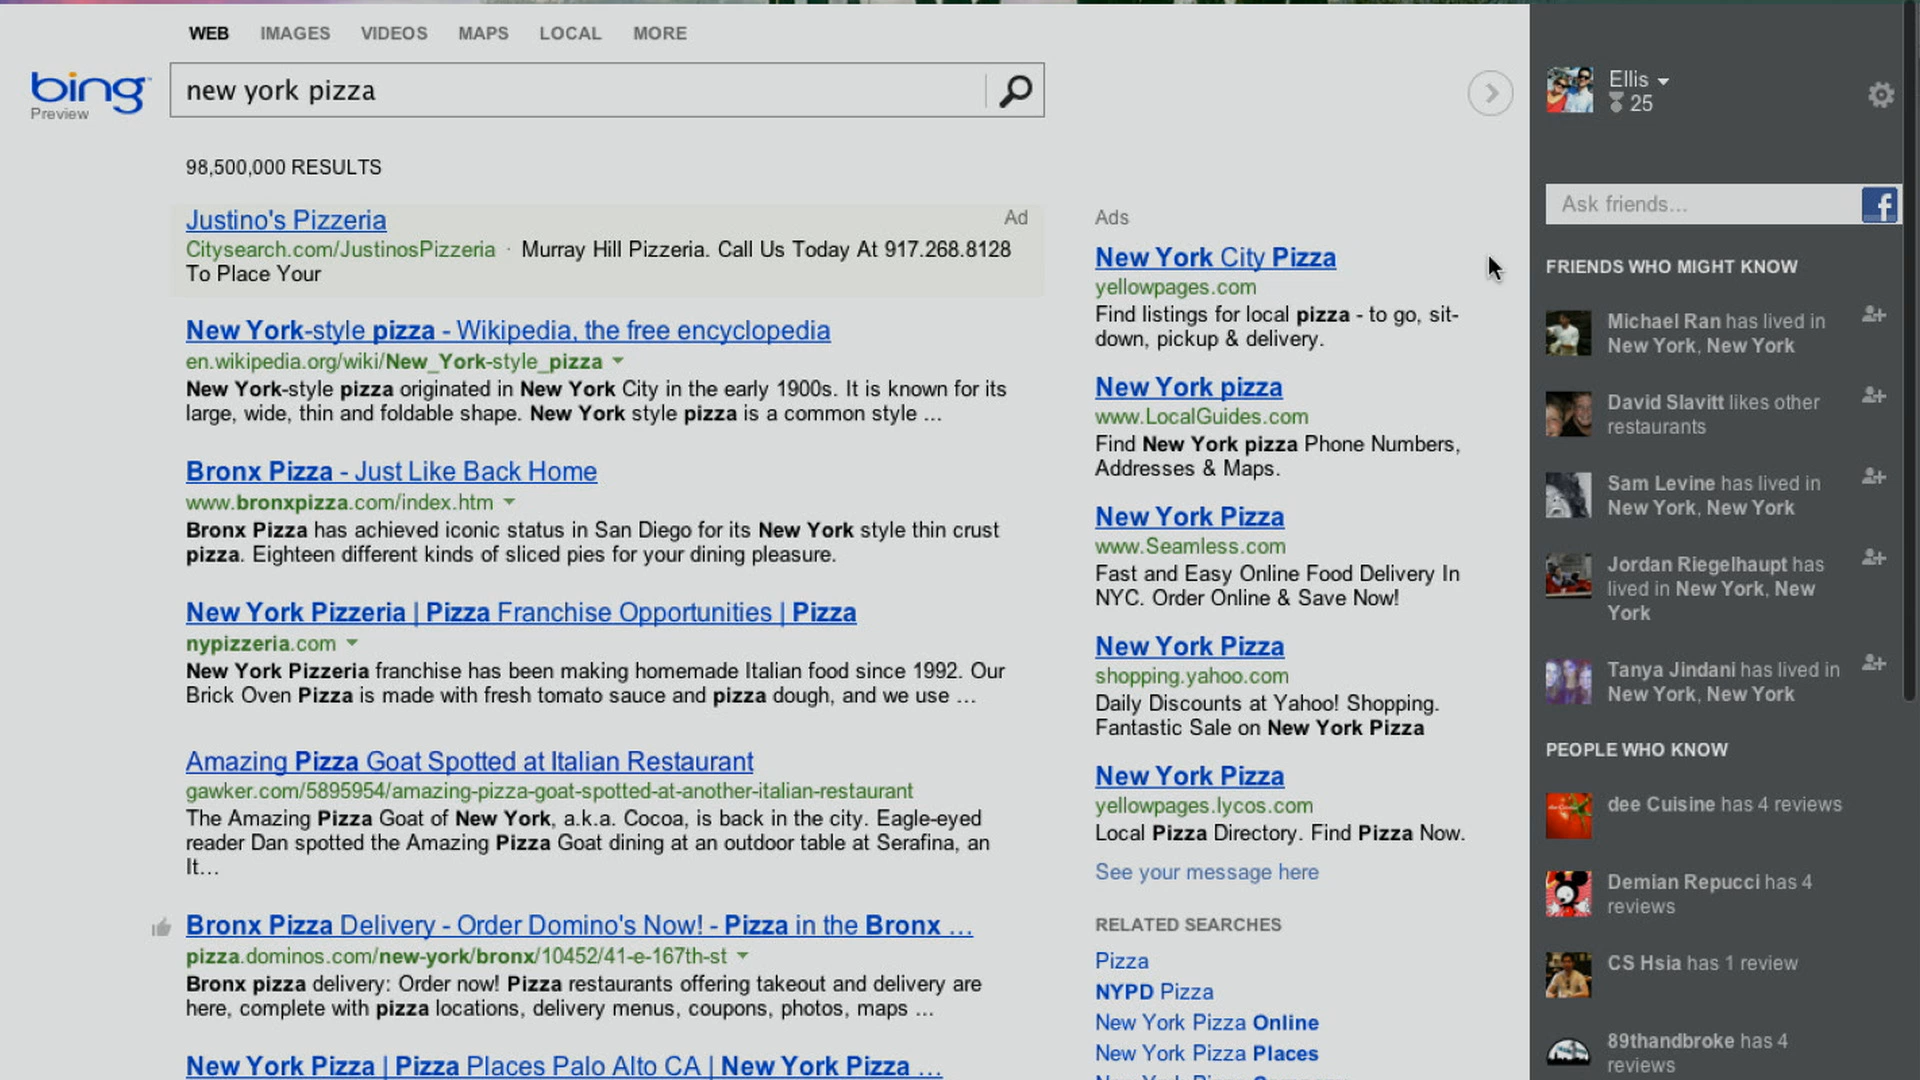 WEB IMAGES VIDEOS MAPS LOCAL MORE
bing™
Preview
new york pizza
98,500,000 RESULTS
Justino's Pizzeria
Ad
Citysearch.com/JustinosPizzeria · Murray Hill Pizzeria. Call Us Today At 917.268.8128
To Place Your
New York-style pizza - Wikipedia, the free encyclopedia
en.wikipedia.org/wiki/New_York-style_pizza
New York-style pizza originated in New York City in the early 1900s. It is known for its
large, wide, thin and foldable shape. New York style pizza is a common style ...
Bronx Pizza - Just Like Back Home
www.bronxpizza.com/index.htm
Bronx Pizza has achieved iconic status in San Diego for its New York style thin crust
pizza. Eighteen different kinds of sliced pies for your dining pleasure.
New York Pizzeria | Pizza Franchise Opportunities | Pizza
nypizzeria.com
New York Pizzeria franchise has been making homemade Italian food since 1992. Our
Brick Oven Pizza is made with fresh tomato sauce and pizza dough, and we use ...
Amazing Pizza Goat Spotted at Italian Restaurant
gawker.com/5895954/amazing-pizza-goat-spotted-at-another-italian-restaurant
The Amazing Pizza Goat of New York, a.k.a. Cocoa, is back in the city. Eagle-eyed
reader Dan spotted the Amazing Pizza Goat dining at an outdoor table at Serafina, an
It...
Bronx Pizza Delivery - Order Domino's Now! - Pizza in the Bronx ...
pizza.dominos.com/new-york/bronx/10452/41-e-167th-st
Bronx pizza delivery: Order now! Pizza restaurants offering takeout and delivery are
here, complete with pizza locations, delivery menus, coupons, photos, maps ...
New York Pizza | Pizza Places Palo Alto CA | New York Pizza ...
Ads
New York City Pizza
yellowpages.com
Find listings for local pizza - to go, sit-
down, pickup & delivery.
New York pizza
www.LocalGuides.com
Find New York pizza Phone Numbers,
Addresses & Maps.
New York Pizza
www.Seamless.com
Fast and Easy Online Food Delivery In
NYC. Order Online & Save Now!
New York Pizza
shopping.yahoo.com
Daily Discounts at Yahoo! Shopping.
Fantastic Sale on New York Pizza
New York Pizza
yellowpages.lycos.com
Local Pizza Directory. Find Pizza Now.
See your message here
RELATED SEARCHES
Pizza
NYPD Pizza
New York Pizza Online
New York Pizza Places
Ellis
25
Ask friends...
f
FRIENDS WHO MIGHT KNOW
Michael Ran has lived in
New York, New York
David Slavitt likes other
restaurants
Sam Levine has lived in
New York, New York
Jordan Riegelhaupt has
lived in New York, New
York
Tanya Jindani has lived in
New York, New York
PEOPLE WHO KNOW
dee Cuisine has 4 reviews
Demian Repucci has 4
reviews
CS Hsia has 1 review
89thandbroke has 4
reviews